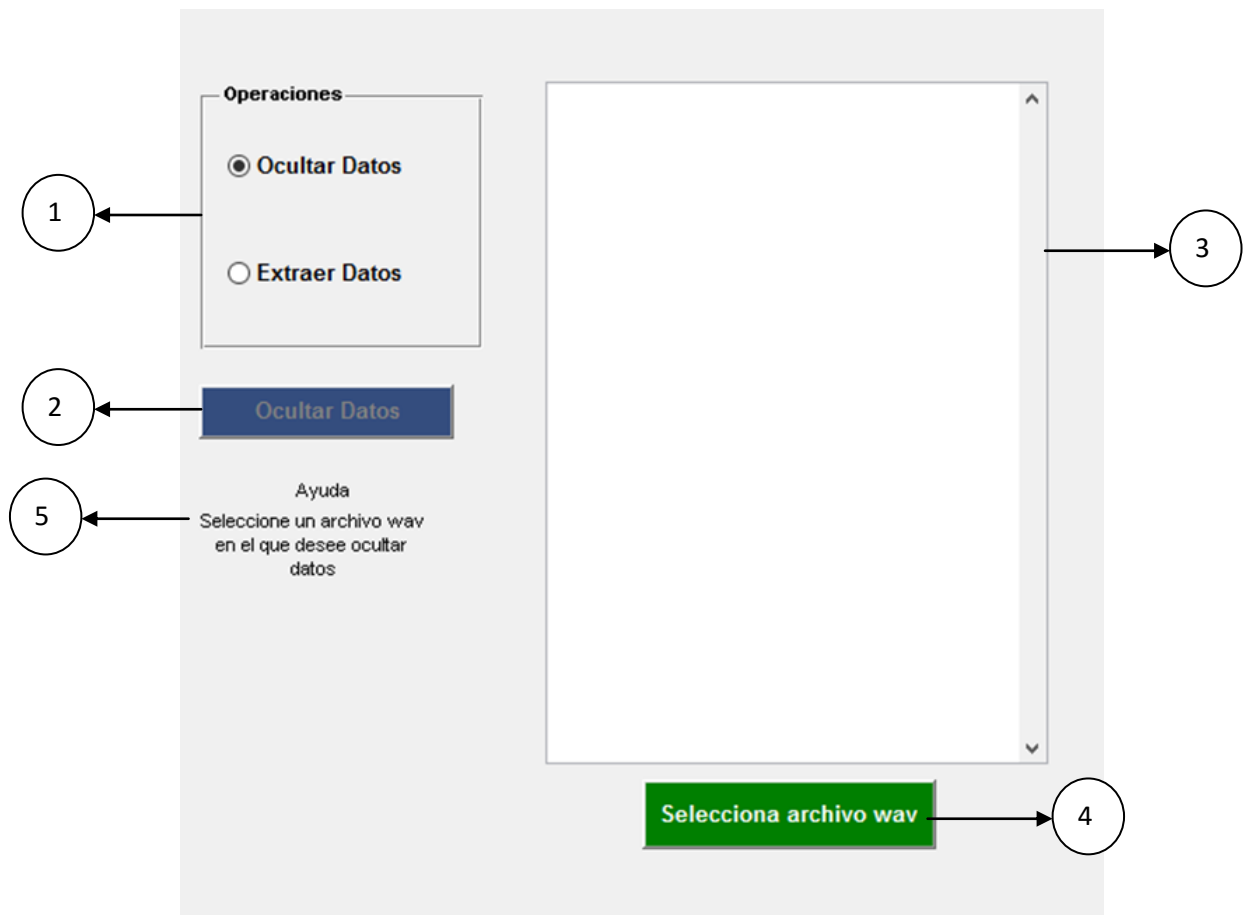 Operaciones
Ocultar Datos
1
3
Extraer Datos
2
Ocultar Datos
Ayuda
5
Seleccione un archivo wav
en el que desee ocultar
datos
Selecciona archivo wav
4